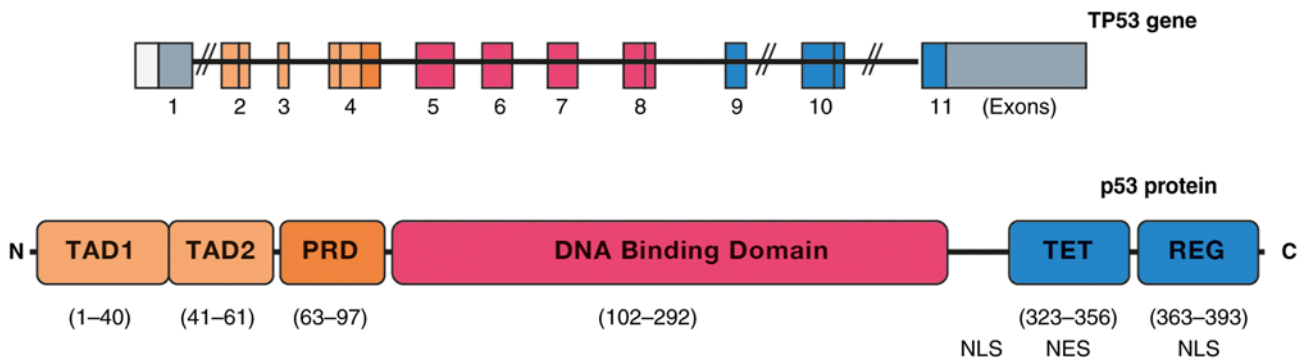 TP53 gene
1 2 3 4 5 6 7 8 9 10 11 (Exons)
p53 protein
N TAD1 TAD2 PRD DNA Binding Domain TET REG C
(1–40) (41–61) (63–97) (102–292) (323–356) (363–393)
NLS NES NLS